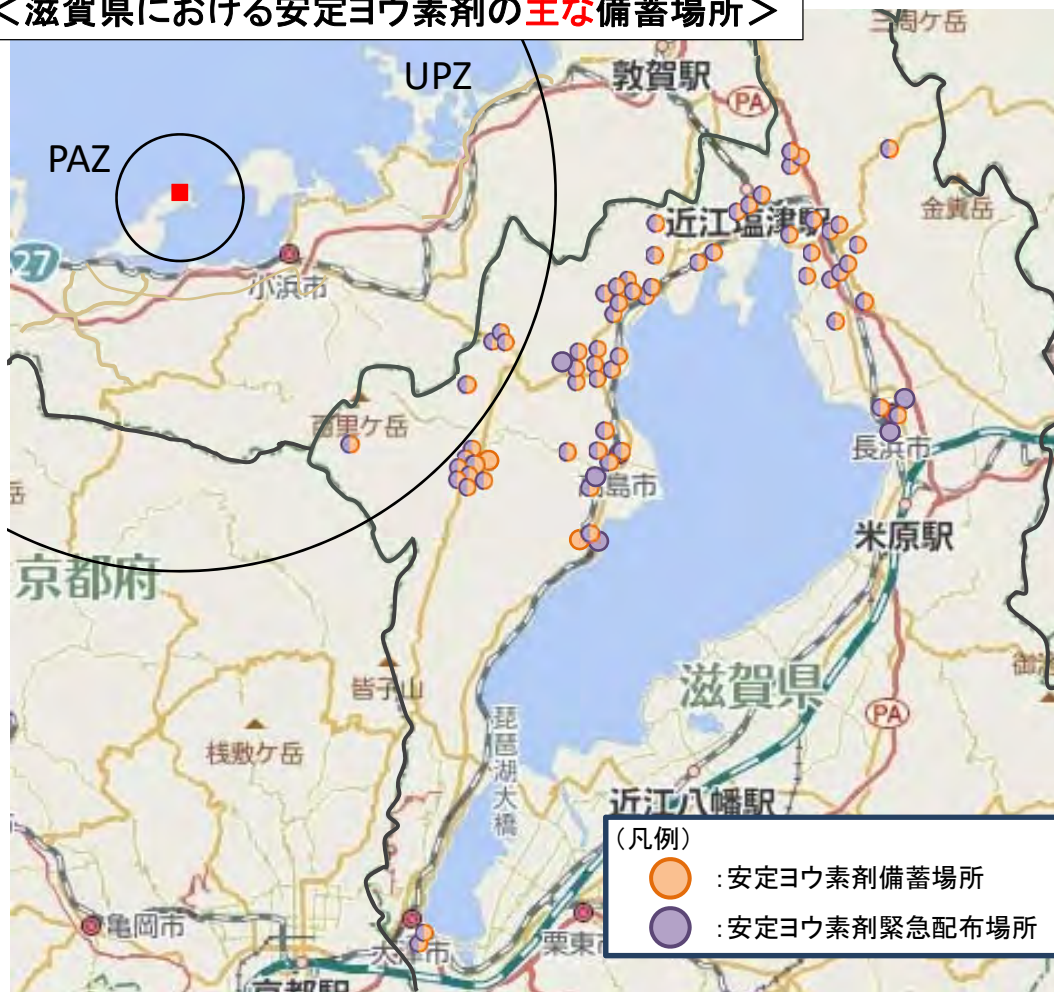 <滋賀県における安定ヨウ素剤の主な備蓄場所>
三周ケ岳
UPZ
敦賀駅
PA
PAZ
金糞岳
近江塩津駅
27
小浜市
百里ケ岳
長浜市
岳
高島市
米原駅
京都府
皆子山
滋賀県
PA
桟敷ケ岳
琵琶湖大橋
近江八幡駅
(凡例)
:安定ヨウ素剤備蓄場所
:安定ヨウ素剤緊急配布場所
亀岡市
大津市
栗東
京都駅